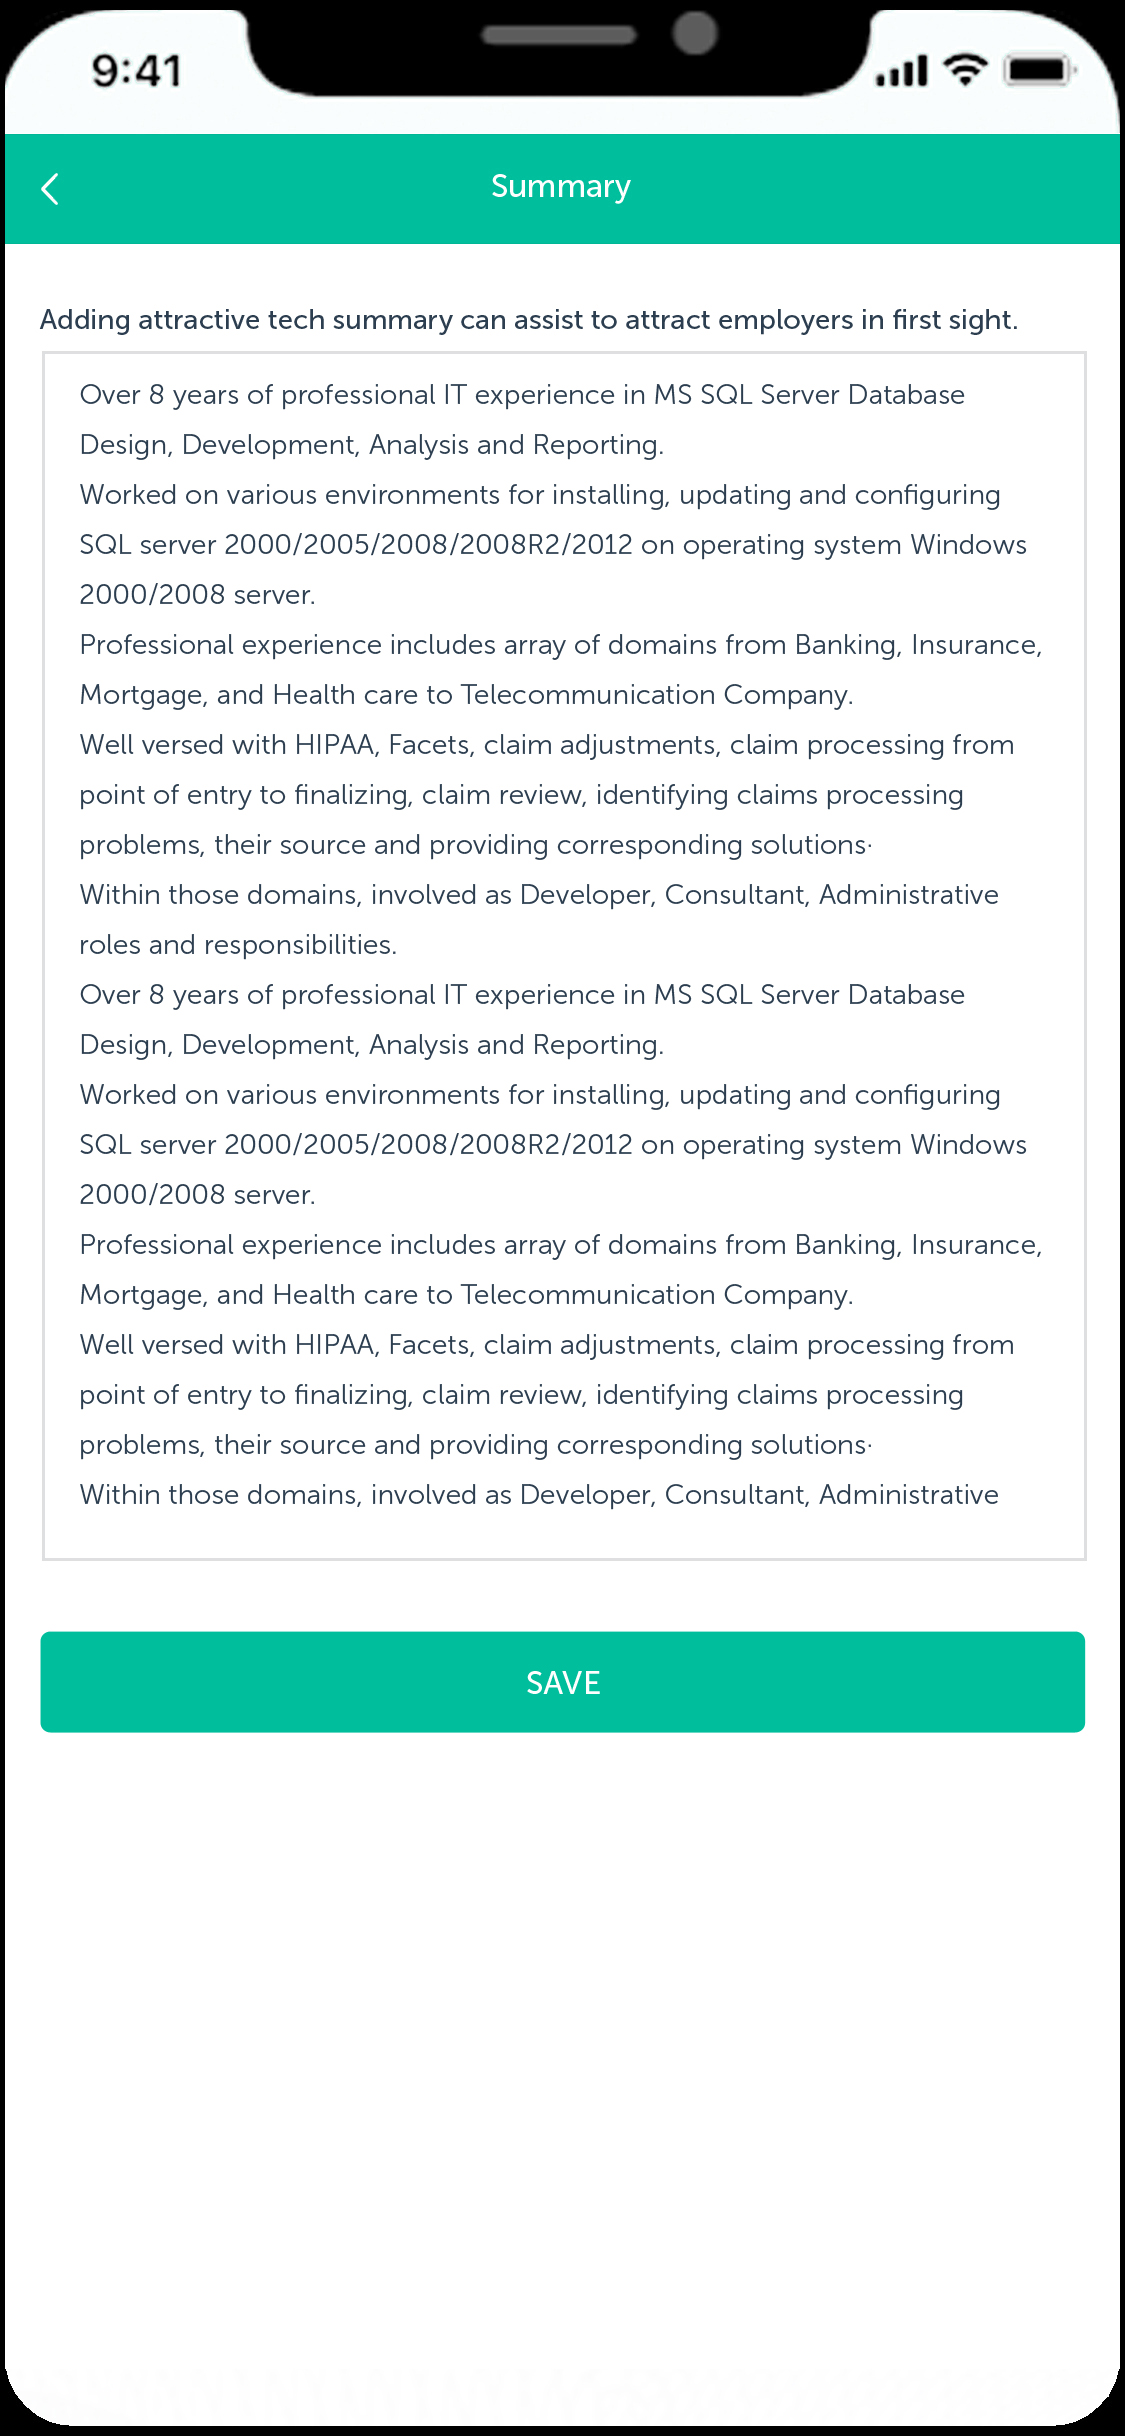 9:41
Summary
Adding attractive tech summary can assist to attract employers in first sight.
Over 8 years of professional IT experience in MS SQL Server Database
Design, Development, Analysis and Reporting.
Worked on various environments for installing, updating and configuring
SQL server 2000/2005/2008/2008R2/2012 on operating system Windows
2000/2008 server.
Professional experience includes array of domains from Banking, Insurance,
Mortgage, and Health care to Telecommunication Company.
Well versed with HIPAA, Facets, claim adjustments, claim processing from
point of entry to finalizing, claim review, identifying claims processing
problems, their source and providing corresponding solutions·
Within those domains, involved as Developer, Consultant, Administrative
roles and responsibilities.
Over 8 years of professional IT experience in MS SQL Server Database
Design, Development, Analysis and Reporting.
Worked on various environments for installing, updating and configuring
SQL server 2000/2005/2008/2008R2/2012 on operating system Windows
2000/2008 server.
Professional experience includes array of domains from Banking, Insurance,
Mortgage, and Health care to Telecommunication Company.
Well versed with HIPAA, Facets, claim adjustments, claim processing from
point of entry to finalizing, claim review, identifying claims processing
problems, their source and providing corresponding solutions·
Within those domains, involved as Developer, Consultant, Administrative
SAVE